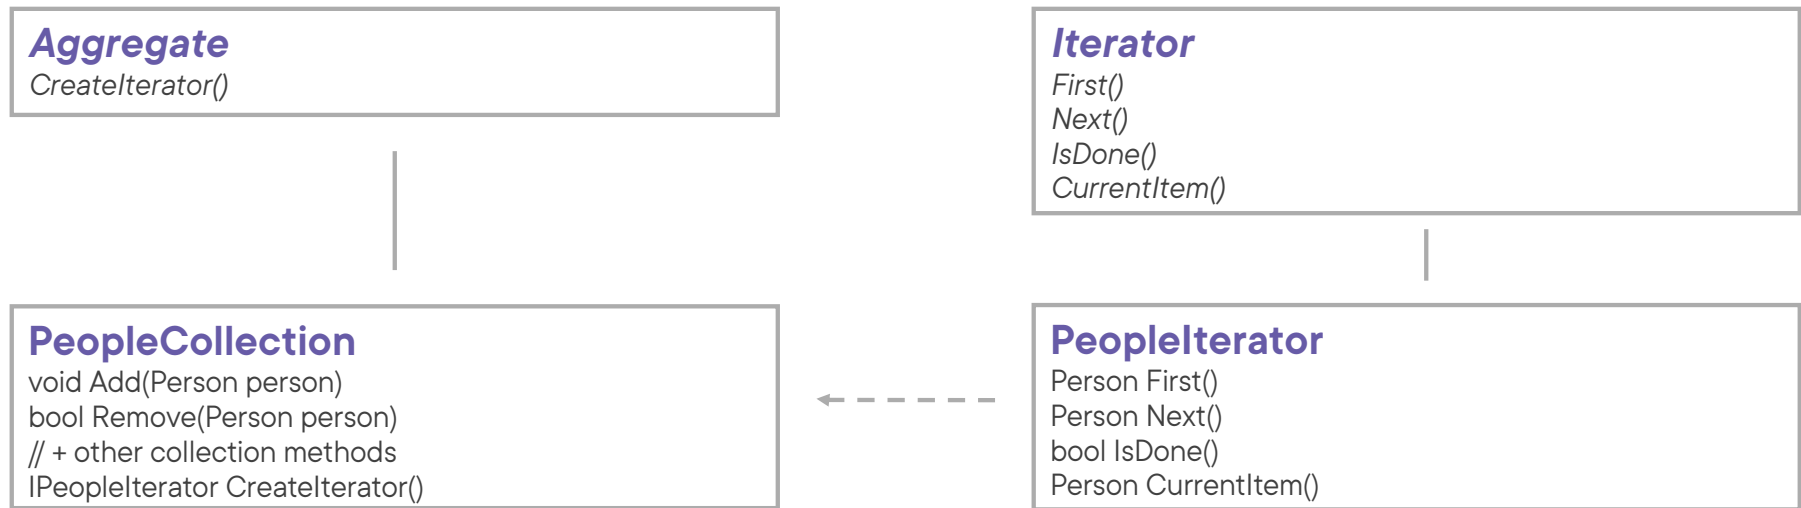 Aggregate
CreateIterator()
Iterator
First()
Next()
IsDone()
CurrentItem()
PeopleCollection
void Add(Person person)
bool Remove(Person person)
// + other collection methods
IPeopleIterator CreateIterator()
PeopleIterator
Person First()
Person Next()
bool IsDone()
Person CurrentItem()